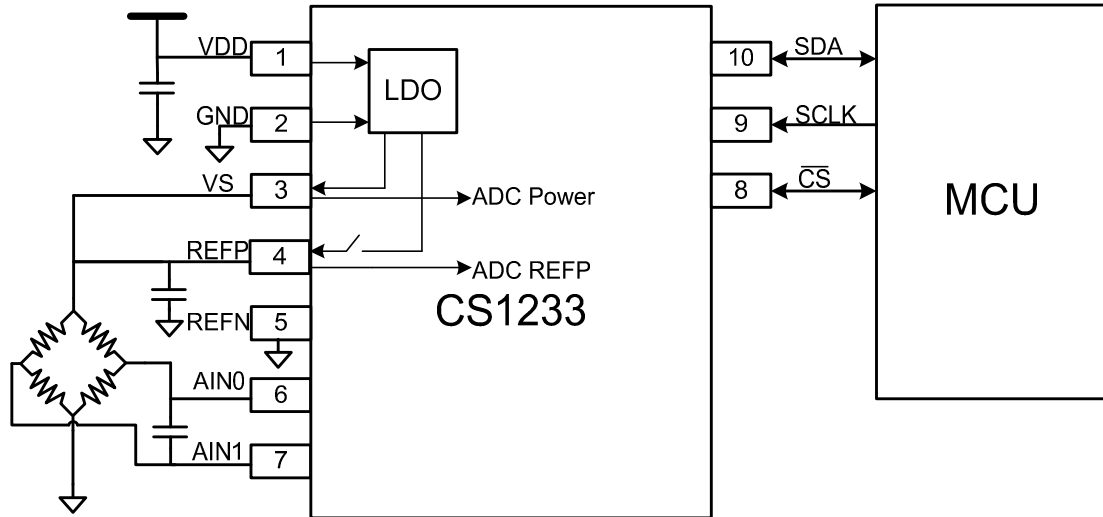 VDD
1
LDO
10
SDA
GND
2
9
SCLK
VS
3
ADC Power
8
C̅S̅
MCU
REFP
4
ADC REFP
CS1233
REFN
5
AIN0
6
AIN1
7